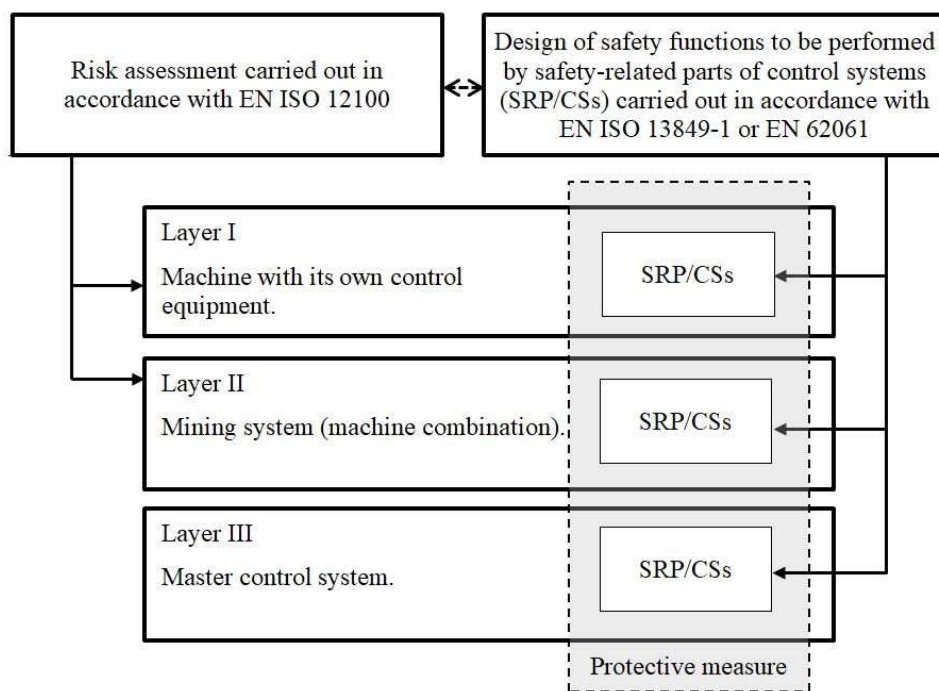 Risk assessment carried out in
accordance with EN ISO 12100
Design of safety functions to be performed
by safety-related parts of control systems
(SRP/CSs) carried out in accordance with
EN ISO 13849-1 or EN 62061
Layer I
Machine with its own control
equipment.
SRP/CSs
Layer II
Mining system (machine combination).
SRP/CSs
Layer III
Master control system.
SRP/CSs
Protective measure